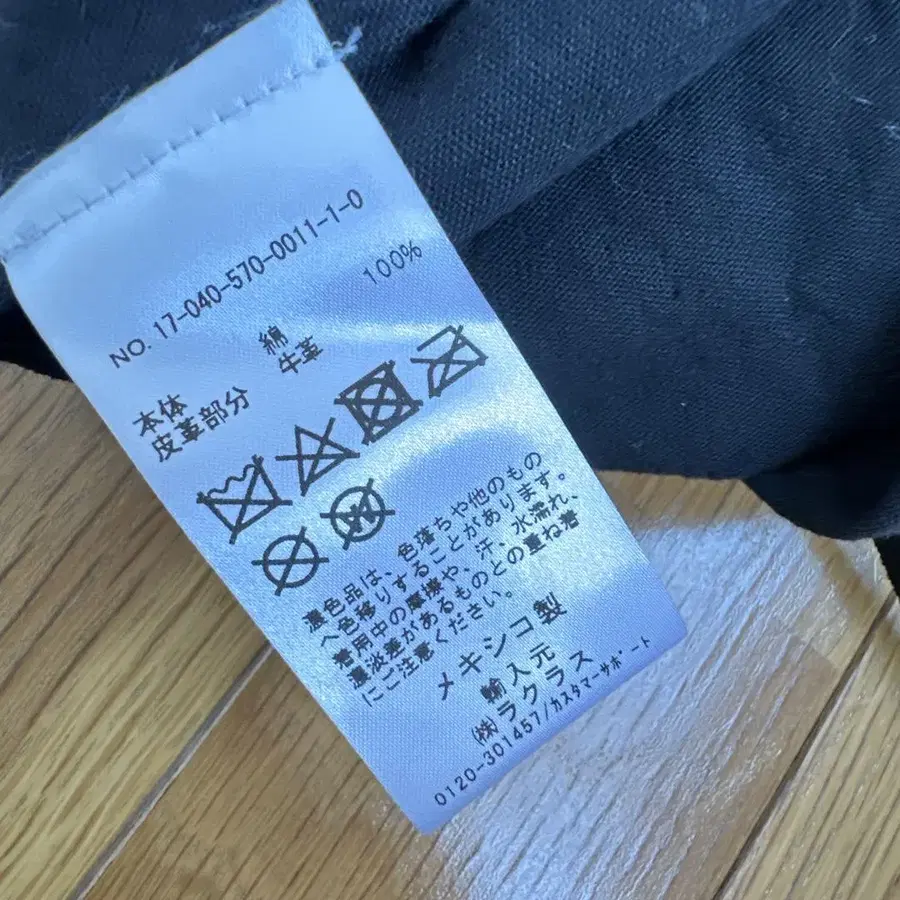 NO. 17-040-570-0011-1-0
本体 綿 100%
皮革部分 牛革
濃色品は、色落ちや他のもの
へ色移りすることがあります。
着用中の摩擦や、汗、水濡れ、
濃淡差があるものとの重ね着
にご注意ください。
メキシコ製
輸入元
㈱ラクラス
0120-301457/カスタマーサポート